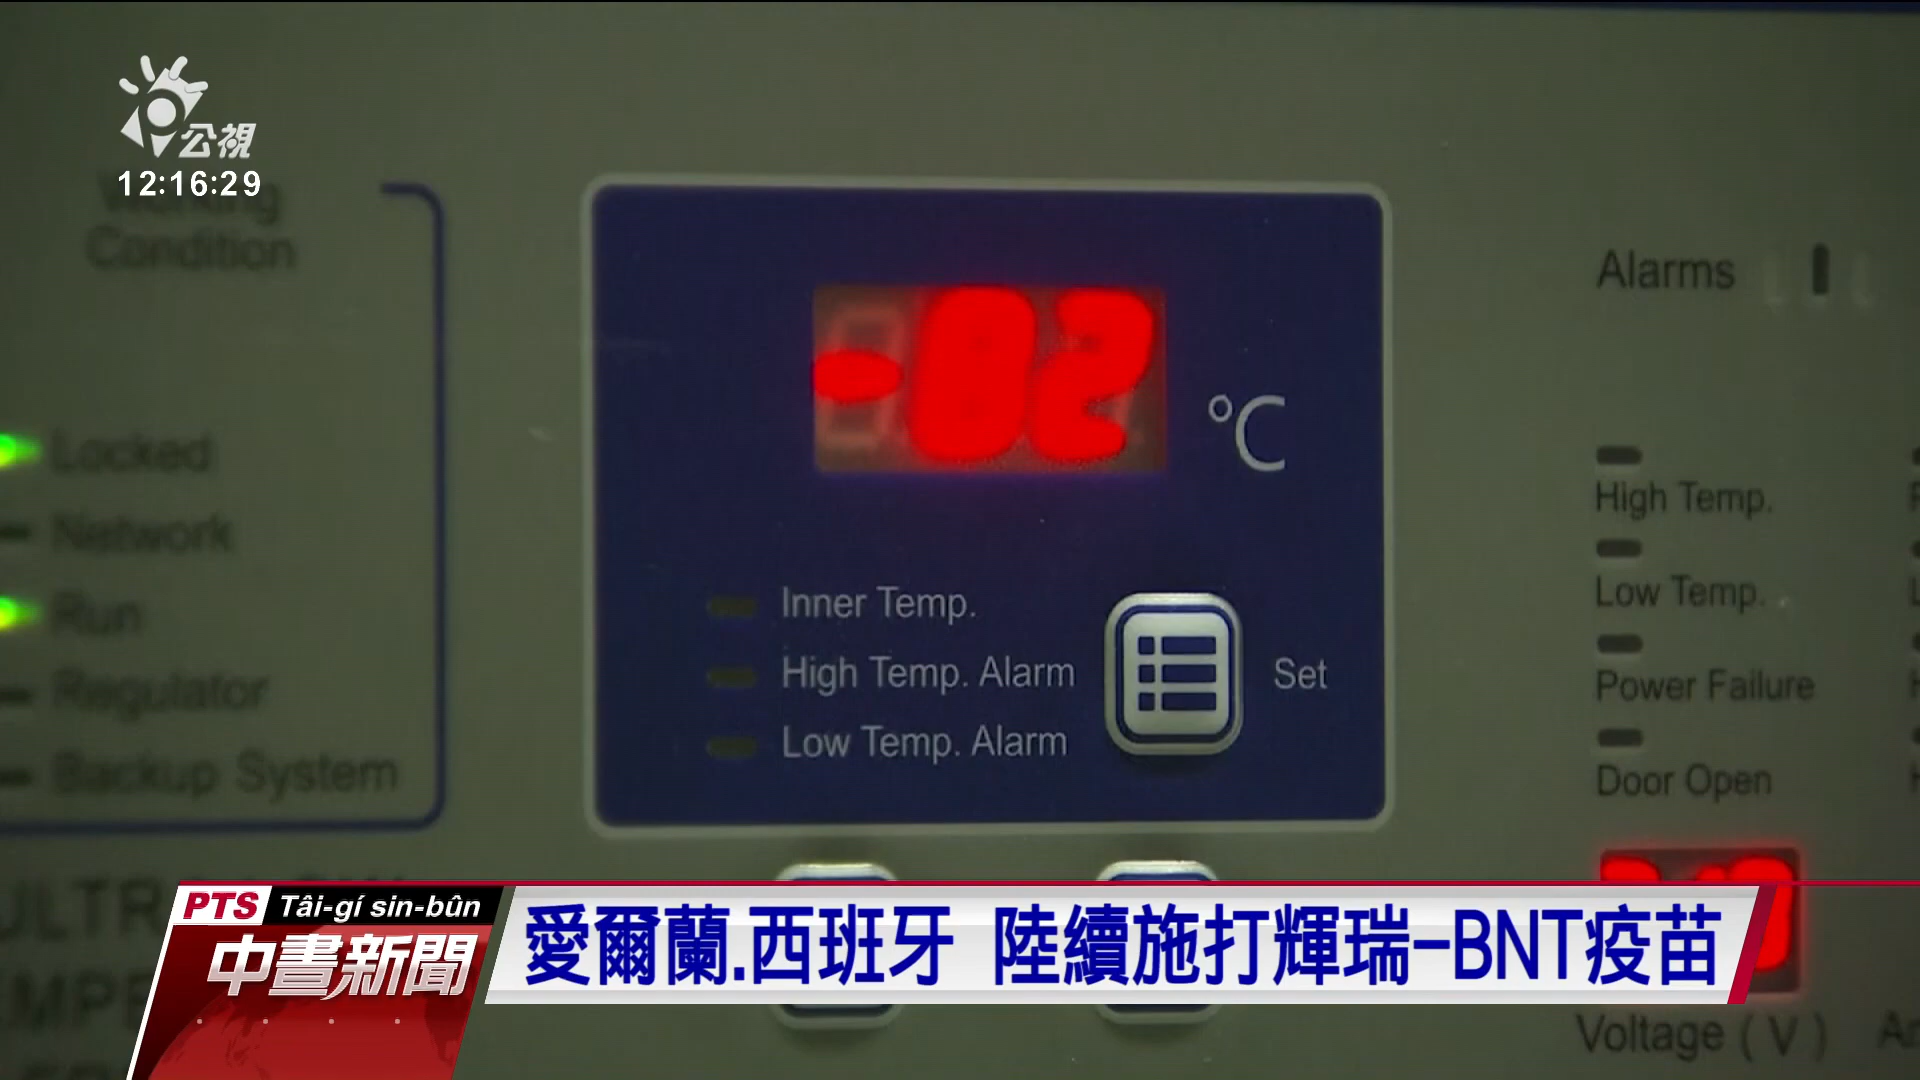 公視
12:16:29
Working
Condition
Locked
Network
Run
Regulator
Backup System
-82
°C
Inner Temp.
High Temp. Alarm
Low Temp. Alarm
Set
Alarms
High Temp.
Low Temp.
Power Failure
Door Open
Voltage ( V )
PTS Tâi-gí sin-bûn
中晝新聞
愛爾蘭.西班牙 陸續施打輝瑞-BNT疫苗